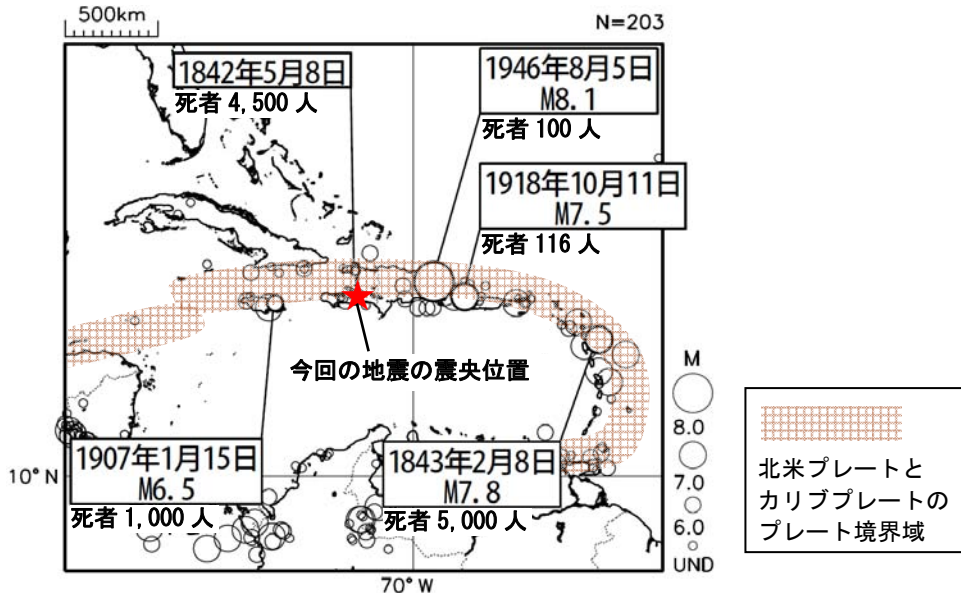 500km
N=203
1842年5月8日
死者 4,500 人
1946年8月5日
M8.1
死者 100 人
1918年10月11日
M7.5
死者 116 人
今回の地震の震央位置
1907年1月15日
M6.5
死者 1,000 人
1843年2月8日
M7.8
死者 5,000 人
10°N
70°W
M
8.0
7.0
6.0
UND
北米プレートと
カリブプレートの
プレート境界域